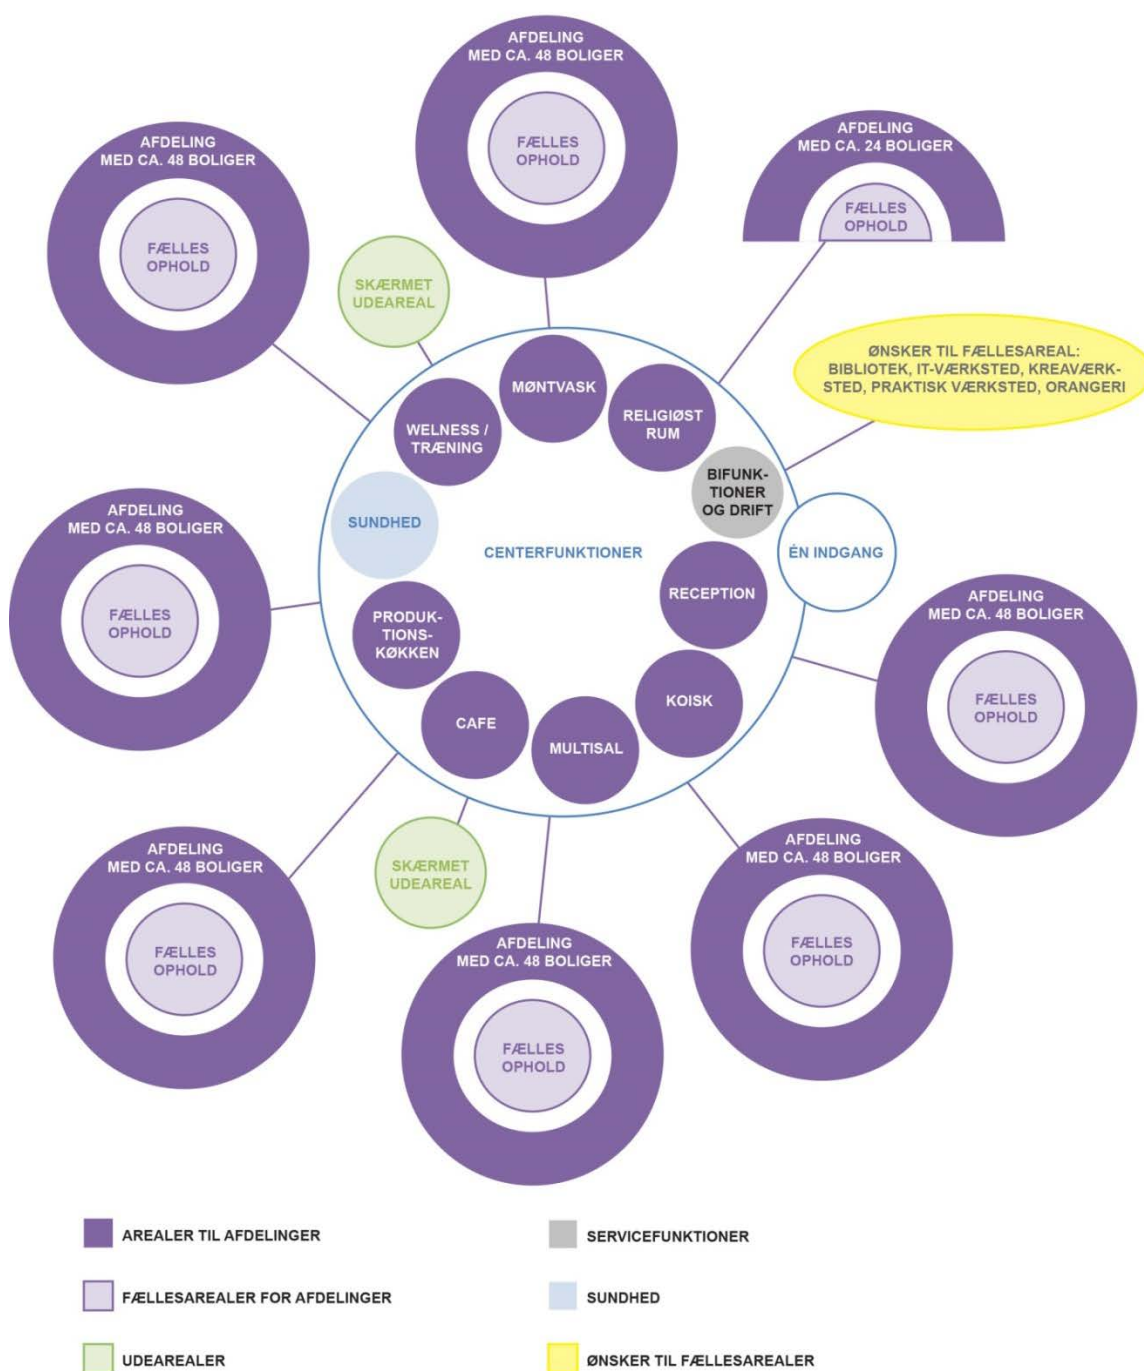 AFDELING
MED CA. 48 BOLIGER
FÆLLES
OPHOLD
AFDELING
MED CA. 24 BOLIGER
FÆLLES
OPHOLD
AFDELING
MED CA. 48 BOLIGER
FÆLLES
OPHOLD
SKÆRMET
UDEAREAL
ØNSKER TIL FÆLLESAREAL:
BIBLIOTEK, IT-VÆRKSTED, KREAVÆRK-
STED, PRAKTISK VÆRKSTED, ORANGERI
MØNTVASK
RELIGIØST
RUM
WELNESS /
TRÆNING
BIFUNK-
TIONER
OG DRIFT
SUNDHED
CENTERFUNKTIONER
ÉN INDGANG
RECEPTION
PRODUK-
TIONS-
KØKKEN
KOISK
CAFE
MULTISAL
AFDELING
MED CA. 48 BOLIGER
FÆLLES
OPHOLD
AFDELING
MED CA. 48 BOLIGER
FÆLLES
OPHOLD
AFDELING
MED CA. 48 BOLIGER
FÆLLES
OPHOLD
SKÆRMET
UDEAREAL
AFDELING
MED CA. 48 BOLIGER
FÆLLES
OPHOLD
AFDELING
MED CA. 48 BOLIGER
FÆLLES
OPHOLD
AREALER TIL AFDELINGER
SERVICEFUNKTIONER
FÆLLESAREALER FOR AFDELINGER
SUNDHED
UDEAREALER
ØNSKER TIL FÆLLESAREALER